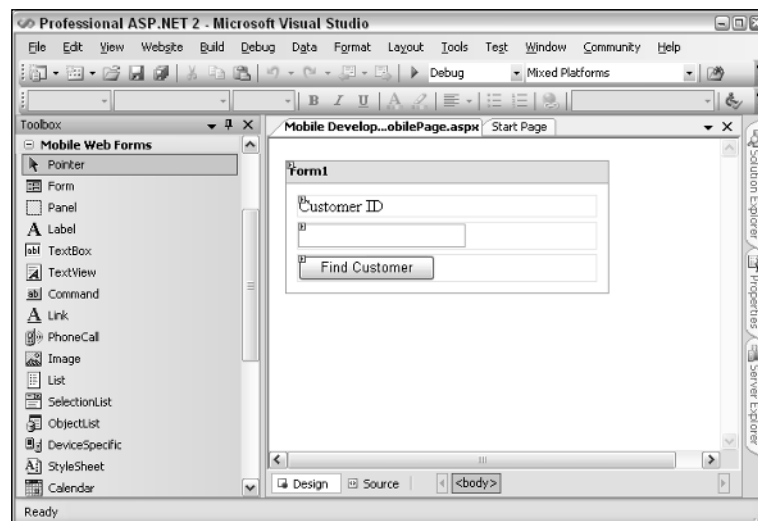 Professional ASP.NET 2 - Microsoft Visual Studio
File Edit View Website Build Debug Data Format Layout Tools Test Window Community Help
Debug Mixed Platforms
B I U A
Toolbox
Mobile Develop...obilePage.aspx Start Page
Mobile Web Forms
Pointer
Form
Panel
A Label
abl TextBox
TextView
ab Command
A Link
PhoneCall
Image
List
SelectionList
ObjectList
DeviceSpecific
StyleSheet
Calendar
Form1
Customer ID
Find Customer
Design Source <body>
Solution Explorer
Properties
Server Explorer
Ready